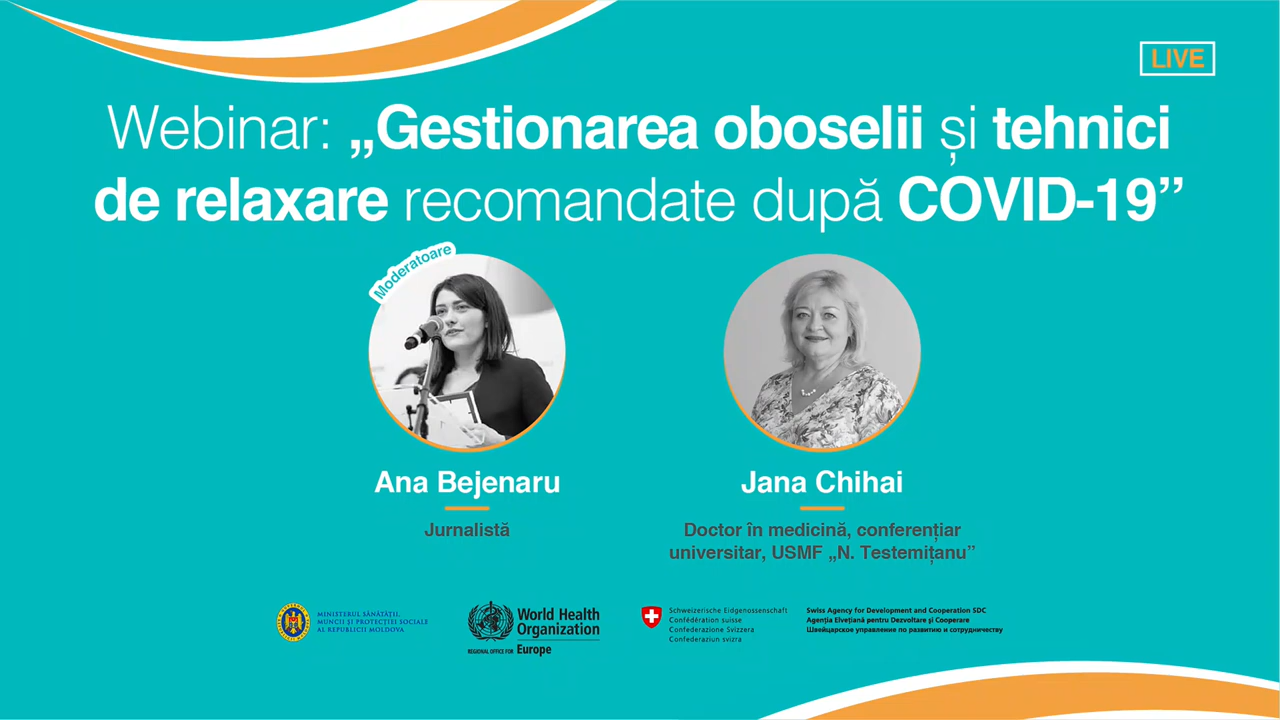 LIVE
Webinar: „Gestionarea oboselii și tehnici
de relaxare recomandate după COVID-19”
Moderatoare
Ana Bejenaru
Jurnalistă
Jana Chihai
Doctor în medicină, conferențiar
universitar, USMF „N. Testemițanu”
MINISTERUL SĂNĂTĂȚII,
MUNCII ȘI PROTECȚIEI SOCIALE
AL REPUBLICII MOLDOVA
World Health
Organization
REGIONAL OFFICE FOR Europe
Schweizerische Eidgenossenschaft
Confédération suisse
Confederazione Svizzera
Confederaziun svizra
Swiss Agency for Development and Cooperation SDC
Agenția Elvețiană pentru Dezvoltare și Cooperare
Швейцарское управление по развитию и сотрудничеству